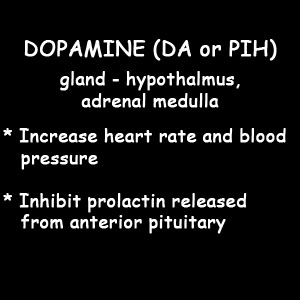 DOPAMINE (DA or PIH)
gland - hypothalmus,
adrenal medulla
* Increase heart rate and blood
pressure
* Inhibit prolactin released
from anterior pituitary